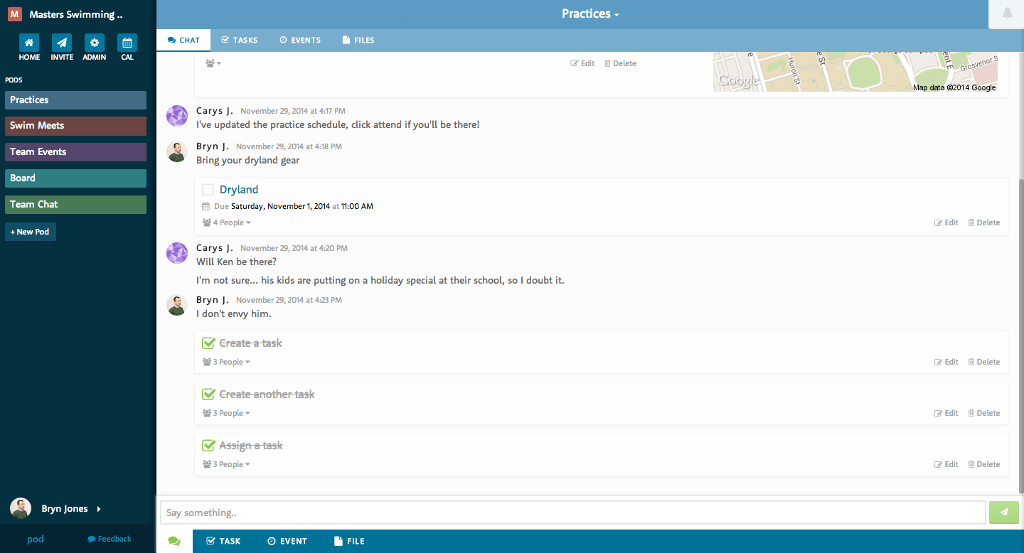 M Masters Swimming ..
HOME INVITE ADMIN CAL
PODS
Practices
Swim Meets
Team Events
Board
Team Chat
+ New Pod
Bryn Jones
pod Feedback
Practices
CHAT TASKS EVENTS FILES
Edit Delete
Google
Huron St
Grosvenor S
Map data ©2014 Google
Carys J. November 29, 2014 at 4:17 PM
I've updated the practice schedule, click attend if you'll be there!
Bryn J. November 29, 2014 at 4:18 PM
Bring your dryland gear
Dryland
Due Saturday, November 1, 2014 at 11:00 AM
4 People Edit Delete
Carys J. November 29, 2014 at 4:20 PM
Will Ken be there?
I'm not sure... his kids are putting on a holiday special at their school, so I doubt it.
Bryn J. November 29, 2014 at 4:23 PM
I don't envy him.
Create a task
3 People Edit Delete
Create another task
3 People Edit Delete
Assign a task
3 People Edit Delete
Say something..
TASK EVENT FILE